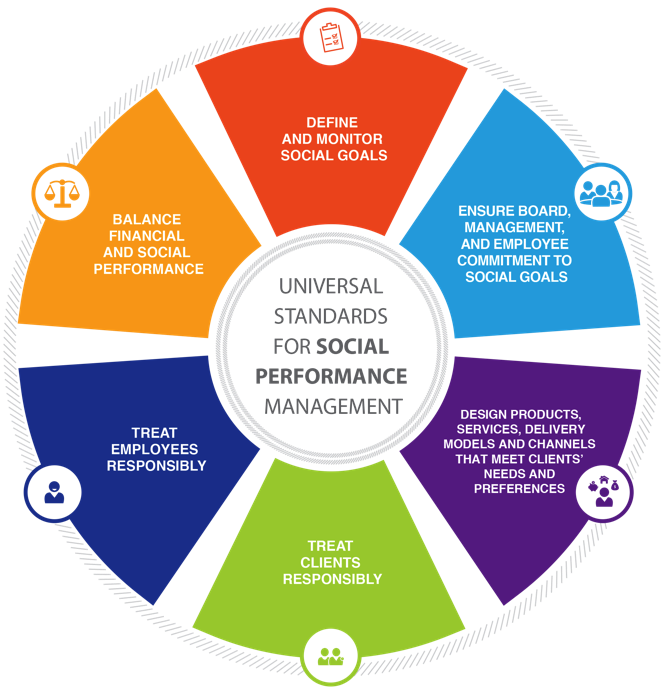 DEFINE
AND MONITOR
SOCIAL GOALS
ENSURE BOARD,
MANAGEMENT,
AND EMPLOYEE
COMMITMENT TO
SOCIAL GOALS
DESIGN PRODUCTS,
SERVICES, DELIVERY
MODELS AND CHANNELS
THAT MEET CLIENTS'
NEEDS AND
PREFERENCES
TREAT
CLIENTS
RESPONSIBLY
TREAT
EMPLOYEES
RESPONSIBLY
BALANCE
FINANCIAL
AND SOCIAL
PERFORMANCE
UNIVERSAL
STANDARDS
FOR SOCIAL
PERFORMANCE
MANAGEMENT